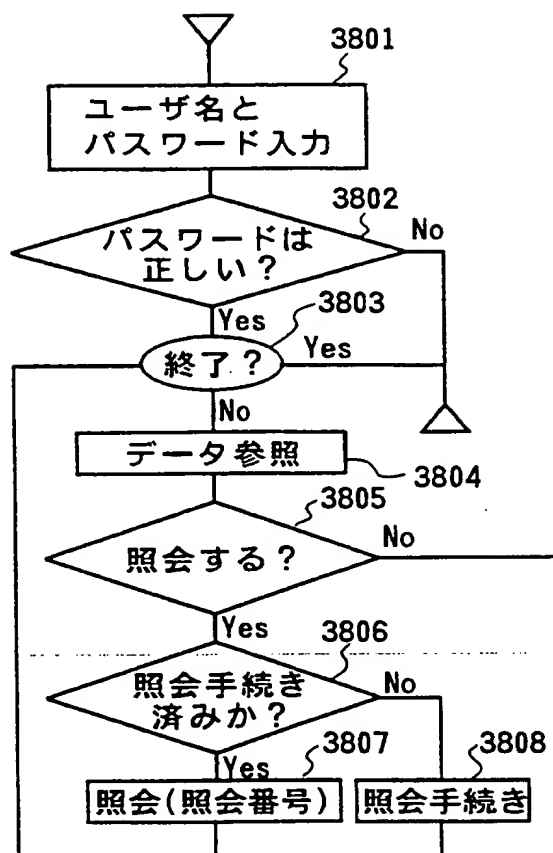 3801
ユーザ名と
パスワード入力
3802
パスワードは
正しい？
No
Yes
3803
終了？
Yes
No
データ参照
3804
3805
照会する？
No
Yes
3806
照会手続き
済みか？
No
Yes
3807
3808
照会(照会番号)
照会手続き